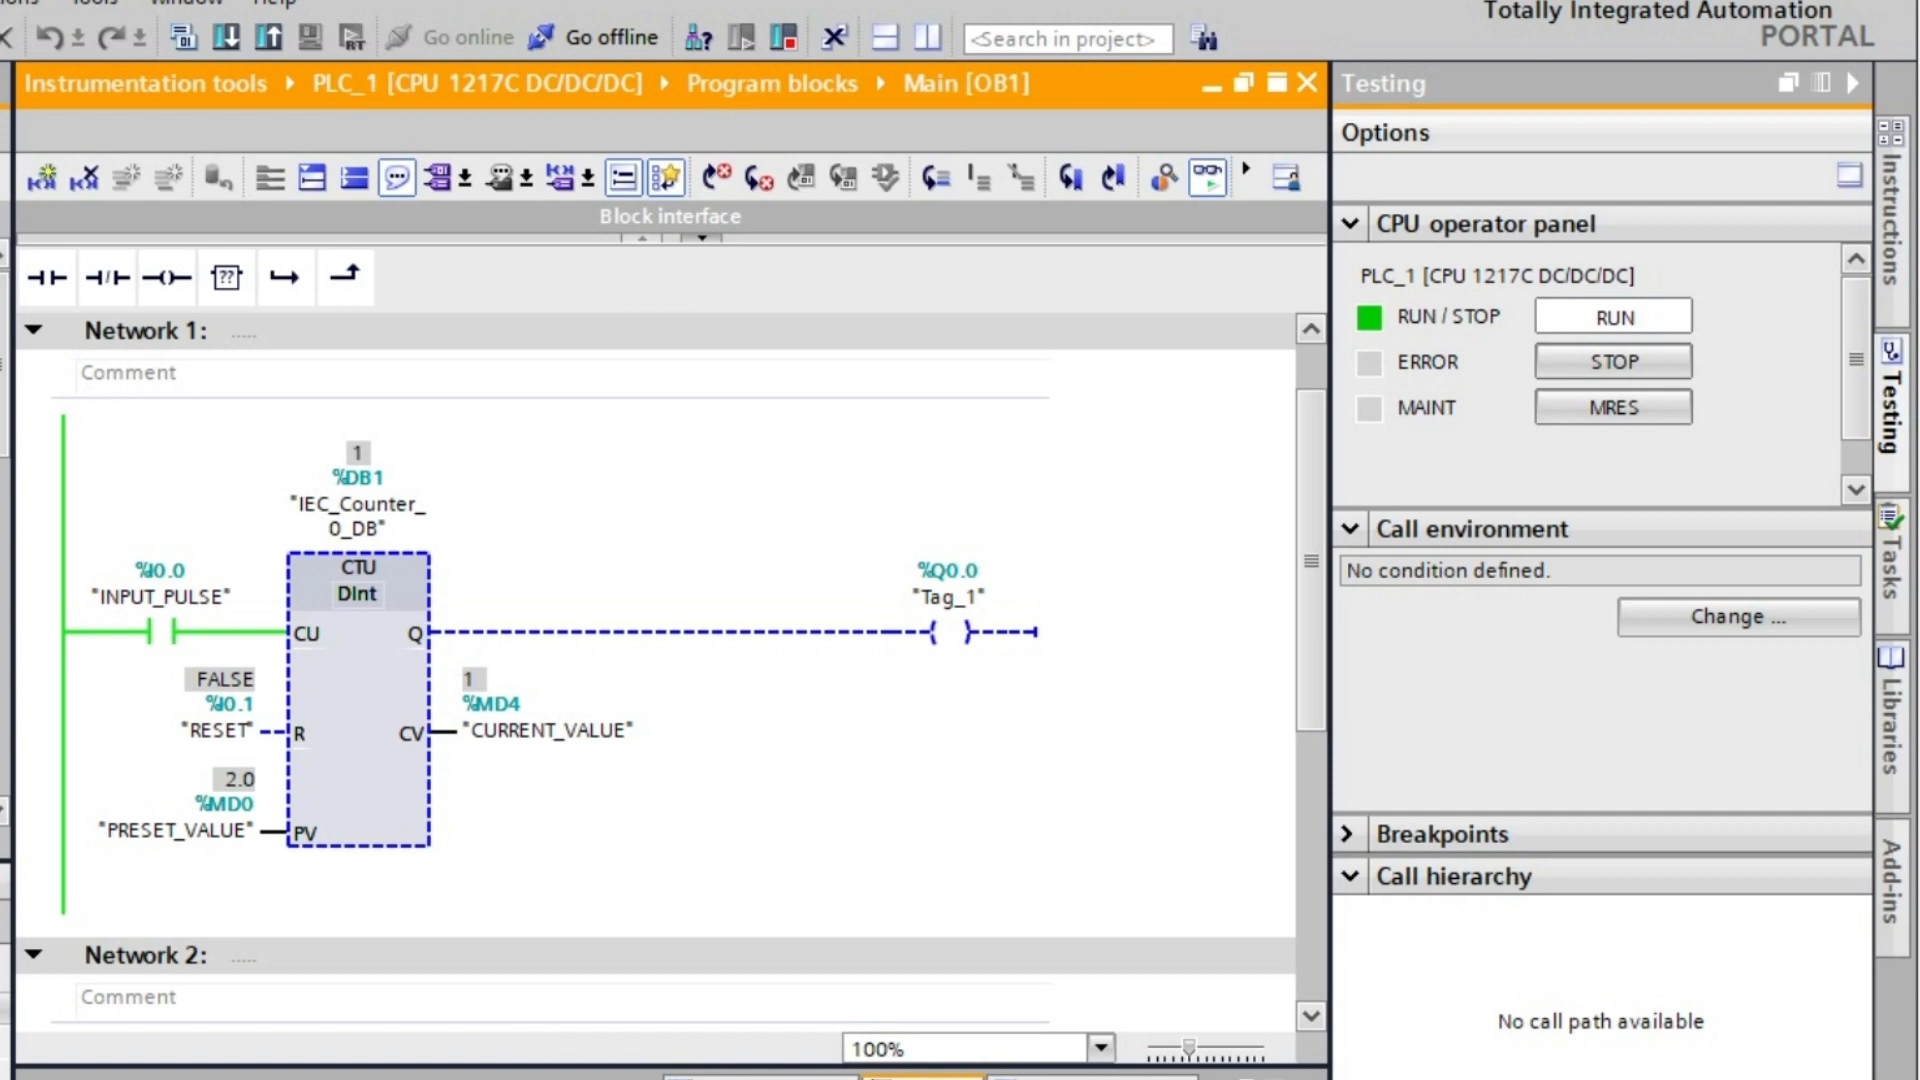 Totally Integrated Automation
PORTAL
Go online
Go offline
<Search in project>
Instrumentation tools
PLC_1 [CPU 1217C DC/DC/DC]
Program blocks
Main [OB1]
Block interface
??
Network 1: .....
Comment
1
%DB1
"IEC_Counter_
0_DB"
CTU
DInt
%I0.0
"INPUT_PULSE"
CU
Q
%Q0.0
"Tag_1"
FALSE
%I0.1
"RESET"
R
1
%MD4
"CURRENT_VALUE"
CV
2.0
%MD0
"PRESET_VALUE"
PV
Network 2: .....
Comment
100%
Testing
Options
CPU operator panel
PLC_1 [CPU 1217C DC/DC/DC]
RUN / STOP
RUN
ERROR
STOP
MAINT
MRES
Call environment
No condition defined.
Change ...
Breakpoints
Call hierarchy
No call path available
Instructions
Testing
Tasks
Libraries
Add-ins